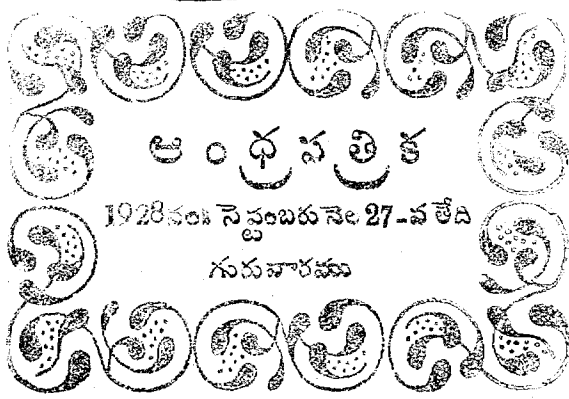 ఆంధ్రపత్రిక
1928 సం॥ సెప్టెంబరు నెల 27-వ తేది
గురువారము